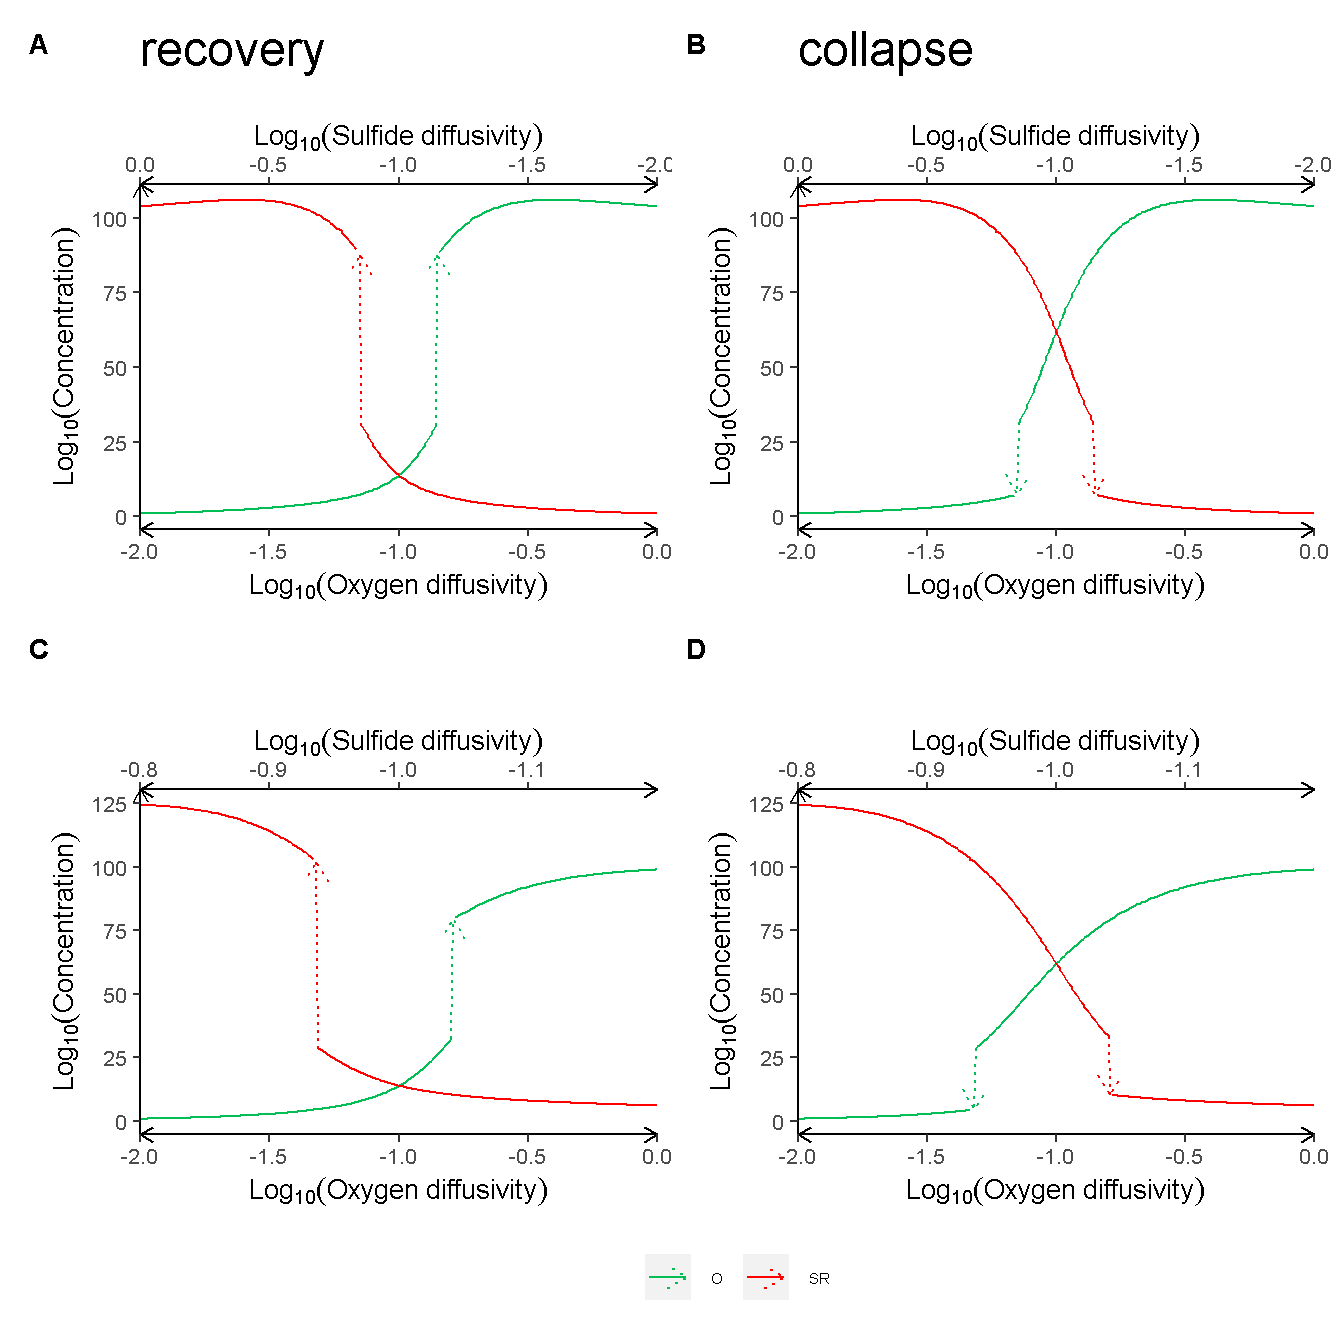 A recovery
Log10(Sulfide diffusivity)
0.0 -0.5 -1.0 -1.5 -2.0
Log10(Concentration)
100
75
50
25
0
-2.0 -1.5 -1.0 -0.5 0.0
Log10(Oxygen diffusivity)
B collapse
Log10(Sulfide diffusivity)
0.0 -0.5 -1.0 -1.5 -2.0
Log10(Concentration)
100
75
50
25
0
-2.0 -1.5 -1.0 -0.5 0.0
Log10(Oxygen diffusivity)
C
Log10(Sulfide diffusivity)
-0.8 -0.9 -1.0 -1.1
Log10(Concentration)
125
100
75
50
25
0
-2.0 -1.5 -1.0 -0.5 0.0
Log10(Oxygen diffusivity)
D
Log10(Sulfide diffusivity)
-0.8 -0.9 -1.0 -1.1
Log10(Concentration)
125
100
75
50
25
0
-2.0 -1.5 -1.0 -0.5 0.0
Log10(Oxygen diffusivity)
O SR